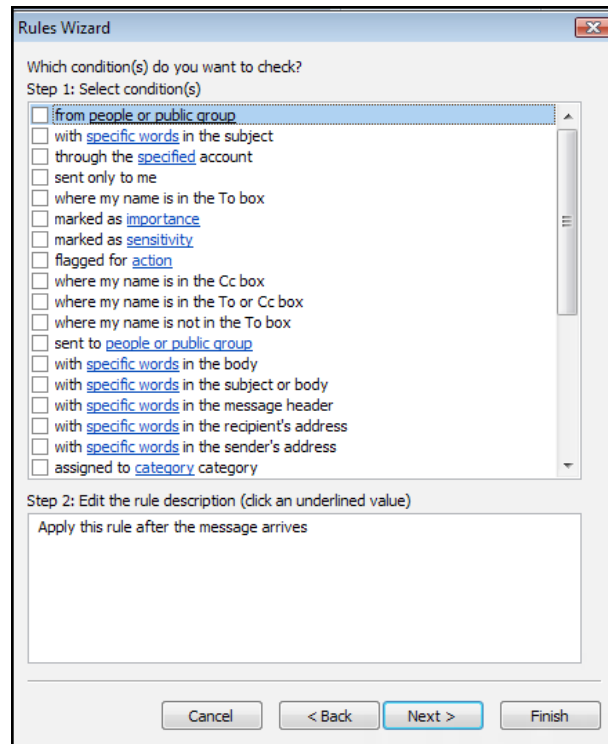 Rules Wizard
Which condition(s) do you want to check?
Step 1: Select condition(s)
from people or public group
with specific words in the subject
through the specified account
sent only to me
where my name is in the To box
marked as importance
marked as sensitivity
flagged for action
where my name is in the Cc box
where my name is in the To or Cc box
where my name is not in the To box
sent to people or public group
with specific words in the body
with specific words in the subject or body
with specific words in the message header
with specific words in the recipient's address
with specific words in the sender's address
assigned to category category
Step 2: Edit the rule description (click an underlined value)
Apply this rule after the message arrives
Cancel < Back Next > Finish